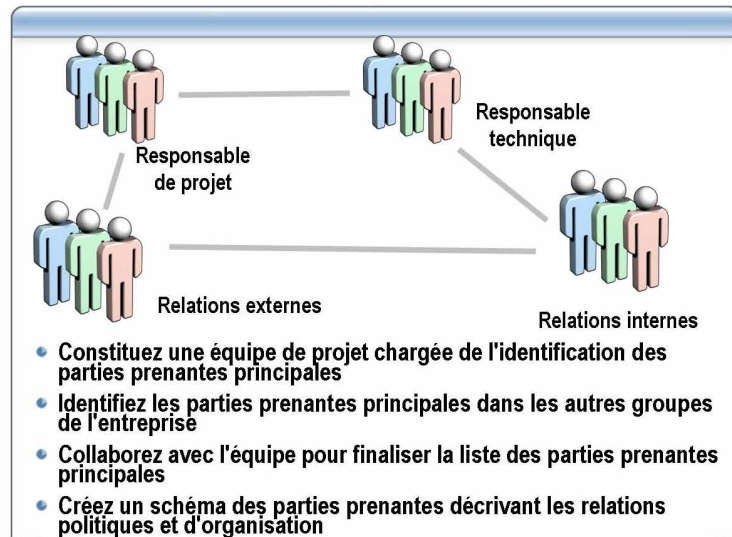 Responsable
technique
Responsable
de projet
Relations externes
Relations internes
Constituez une équipe de projet chargée de l'identification des
parties prenantes principales
Identifiez les parties prenantes principales dans les autres groupes
de l'entreprise
Collaborez avec l'équipe pour finaliser la liste des parties prenantes
principales
Créez un schéma des parties prenantes décrivant les relations
politiques et d'organisation